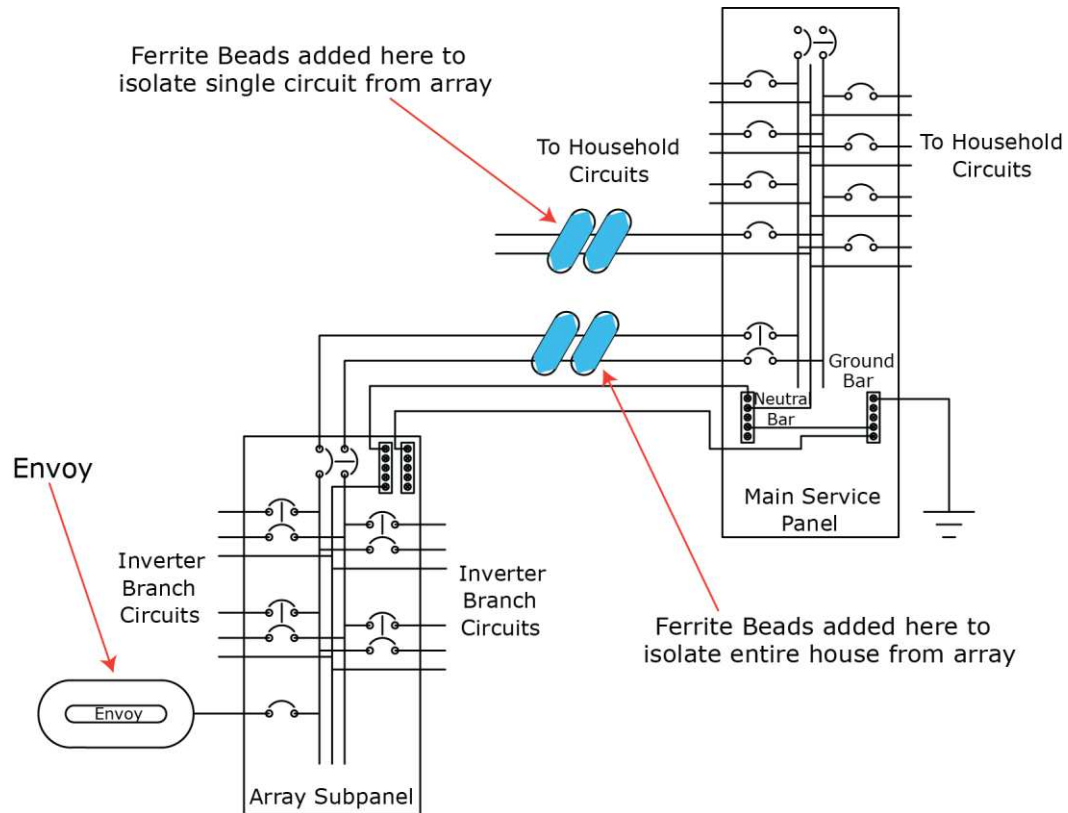 Ferrite Beads added here to
isolate single circuit from array
To Household
Circuits
To Household
Circuits
Ground
Bar
Neutral
Bar
Main Service
Panel
Envoy
Inverter
Branch
Circuits
Inverter
Branch
Circuits
Ferrite Beads added here to
isolate entire house from array
Envoy
Array Subpanel